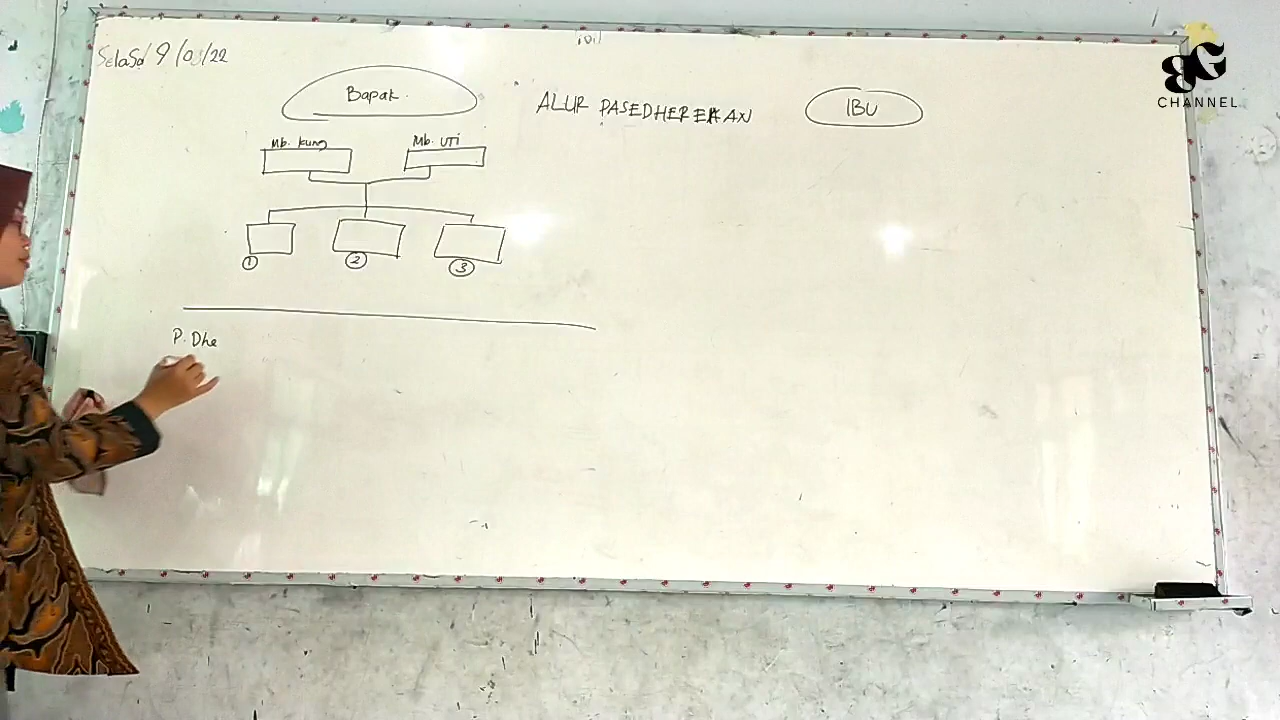 Selasa 9/03/22
Bapak.
ALUR PASEDHEREKAN
IBU
Mb. Kung
Mb. UTI
1
2
3
P. Dhe
CHANNEL